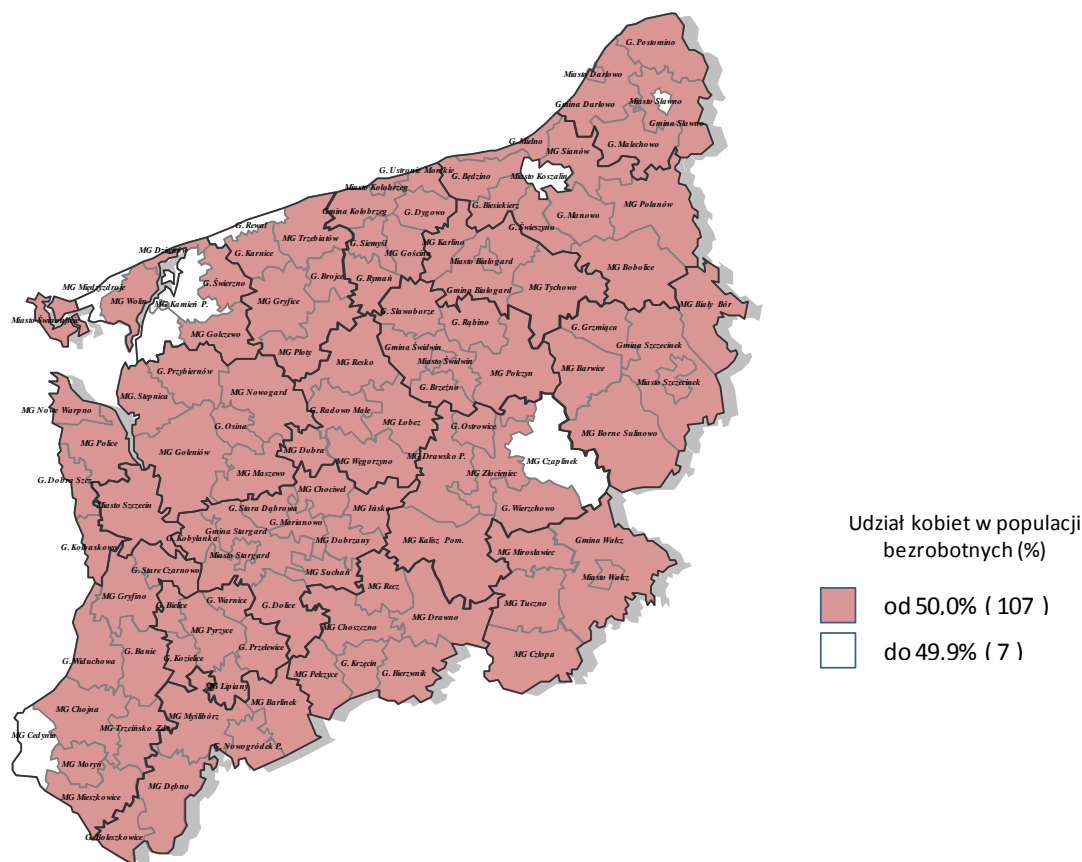 G. Postomino
Miasto Darłowo
Miasto Sławno
Gmina Darłowo
Gmina Sławno
G. Mielno
MG Sianów
G. Malechowo
G. Ustronie Morskie
G. Będzino
Miasto Koszalin
Miasto Kołobrzeg
Gmina Kołobrzeg
G. Dygowo
G. Biesiekierz
G. Manowo
MG Polanów
G. Rewal
G. Świeszyno
MG Trzebiatów
G. Siemyśl
MG Karlino
MG Dziwnów
G. Karnice
MG Gościno
Miasto Białogard
MG Bobolice
G. Brojce
G. Rymań
MG Międzyzdroje
G. Świerzno
Gmina Białogard
MG Tychowo
MG Wolin
MG Kamień P.
MG Gryfice
MG Biały Bór
G. Sławoborze
Miasto Świnoujście
G. Rąbino
G. Grzmiąca
MG Golczewo
Gmina Świdwin
Gmina Szczecinek
MG Płoty
MG Resko
Miasto Świdwin
MG Barwice
G. Przybiernów
MG Połczyn
Miasto Szczecinek
G. Brzeżno
MG Stepnica
MG Nowogard
MG Nowe Warpno
G. Radowo Małe
MG Łobez
G. Osina
G. Ostrowice
MG Borne Sulinowo
MG Police
MG Dobra
MG Goleniów
MG Drawsko P.
MG Węgorzyno
MG Czaplinek
MG Maszewo
MG Złocieniec
G. Dobra Szcz.
MG Chociwel
Miasto Szczecin
G. Stara Dąbrowa
MG Ińsko
G. Wierzchowo
G. Marianowo
Gmina Stargard
G. Kobylanka
MG Dobrzany
MG Kalisz Pom.
Gmina Wałcz
G. Kołbaskowo
Miasto Stargard
MG Mirosławiec
G. Stare Czarnowo
MG Suchań
MG Recz
Miasto Wałcz
MG Gryfino
G. Bielice
G. Warnice
G. Dolice
MG Drawno
MG Tuczno
MG Pyrzyce
MG Choszczno
G. Banie
G. Przelewice
G. Widuchowa
G. Kozielice
G. Krzęcin
MG Człopa
MG Pełczyce
G. Bierzwnik
MG Lipiany
MG Barlinek
MG Chojna
MG Myślibórz
MG Trzcińsko Zdr.
MG Cedynia
G. Nowogródek P.
MG Moryń
MG Dębno
MG Mieszkowice
G. Boleszkowice
Udział kobiet w populacji
bezrobotnych (%)
od 50,0% ( 107 )
do 49,9% ( 7 )